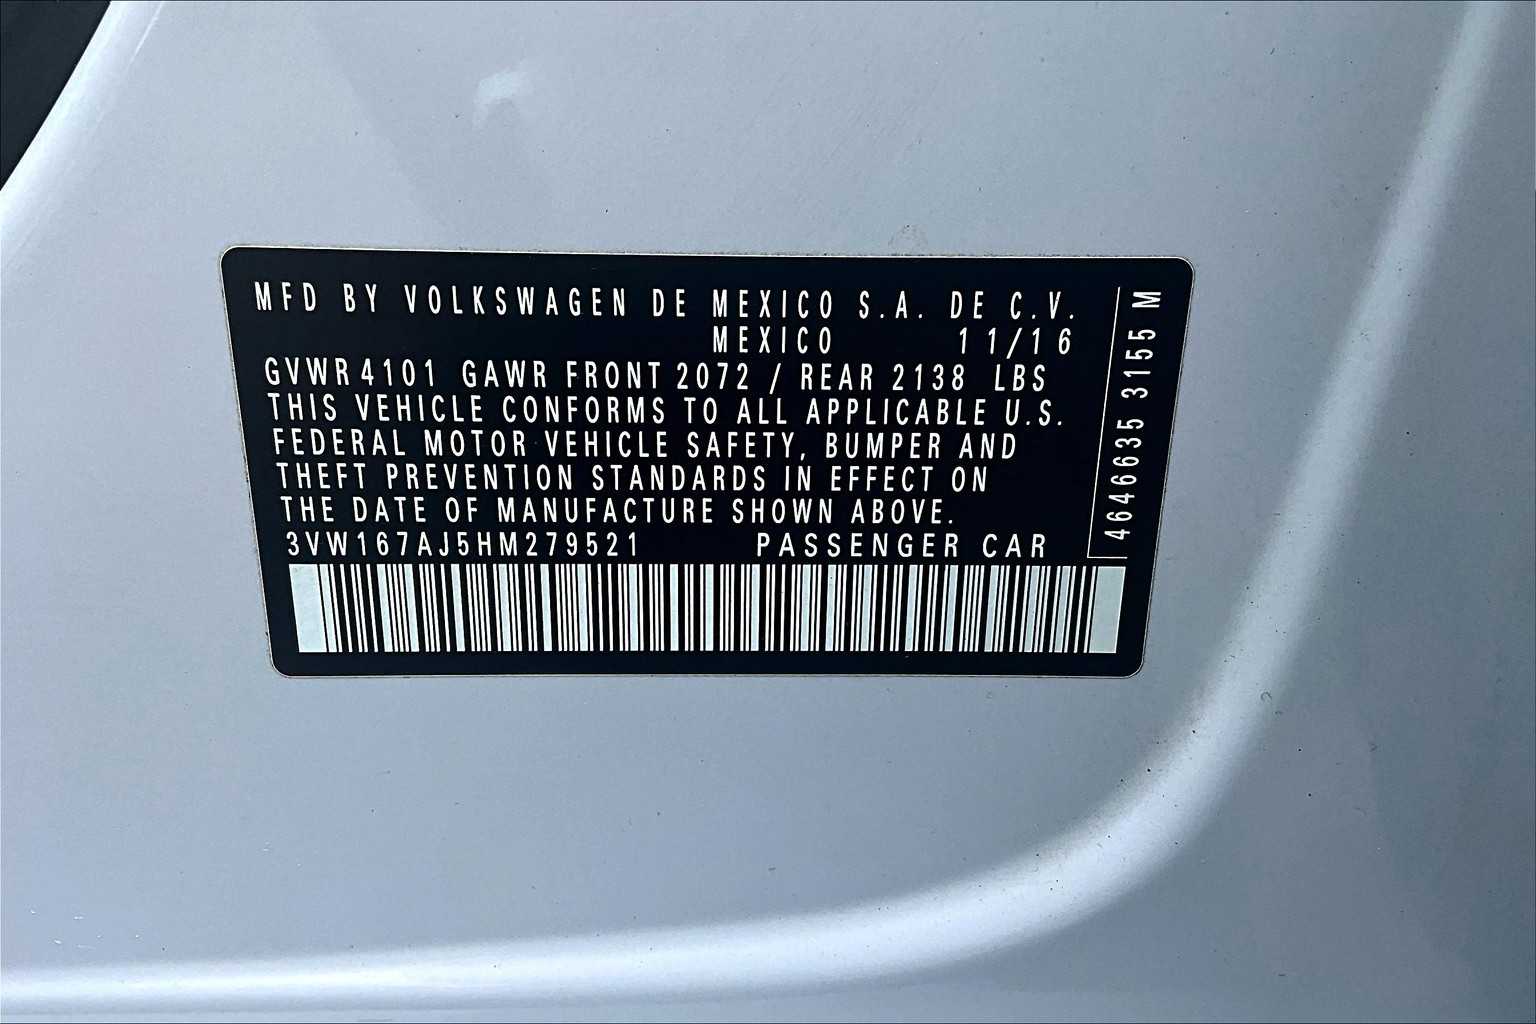 MFD BY VOLKSWAGEN DE MEXICO S.A. DE C.V.
MEXICO 11/16
GVWR 4101 GAWR FRONT 2072 / REAR 2138 LBS
THIS VEHICLE CONFORMS TO ALL APPLICABLE U.S.
FEDERAL MOTOR VEHICLE SAFETY, BUMPER AND
THEFT PREVENTION STANDARDS IN EFFECT ON
THE DATE OF MANUFACTURE SHOWN ABOVE.
3VW167AJ5HM279521 PASSENGER CAR
4646635 3155 M